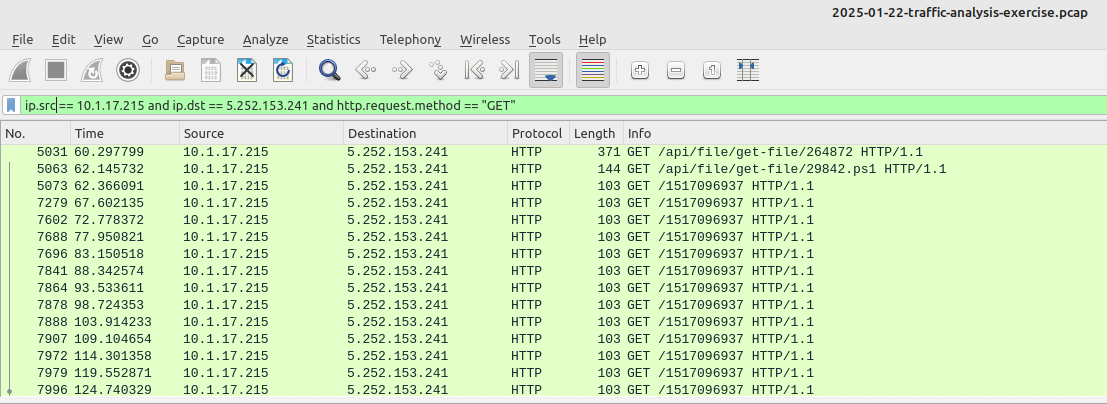 2025-01-22-traffic-analysis-exercise.pcap
File Edit View Go Capture Analyze Statistics Telephony Wireless Tools Help
ip.src == 10.1.17.215 and ip.dst == 5.252.153.241 and http.request.method == "GET"
No. Time Source Destination Protocol Length Info
5031 60.297799 10.1.17.215 5.252.153.241 HTTP 371 GET /api/file/get-file/264872 HTTP/1.1
5063 62.145732 10.1.17.215 5.252.153.241 HTTP 144 GET /api/file/get-file/29842.ps1 HTTP/1.1
5073 62.366091 10.1.17.215 5.252.153.241 HTTP 103 GET /1517096937 HTTP/1.1
7279 67.602135 10.1.17.215 5.252.153.241 HTTP 103 GET /1517096937 HTTP/1.1
7602 72.778372 10.1.17.215 5.252.153.241 HTTP 103 GET /1517096937 HTTP/1.1
7688 77.950821 10.1.17.215 5.252.153.241 HTTP 103 GET /1517096937 HTTP/1.1
7696 83.150518 10.1.17.215 5.252.153.241 HTTP 103 GET /1517096937 HTTP/1.1
7841 88.342574 10.1.17.215 5.252.153.241 HTTP 103 GET /1517096937 HTTP/1.1
7864 93.533611 10.1.17.215 5.252.153.241 HTTP 103 GET /1517096937 HTTP/1.1
7878 98.724353 10.1.17.215 5.252.153.241 HTTP 103 GET /1517096937 HTTP/1.1
7888 103.914233 10.1.17.215 5.252.153.241 HTTP 103 GET /1517096937 HTTP/1.1
7907 109.104654 10.1.17.215 5.252.153.241 HTTP 103 GET /1517096937 HTTP/1.1
7972 114.301358 10.1.17.215 5.252.153.241 HTTP 103 GET /1517096937 HTTP/1.1
7979 119.552871 10.1.17.215 5.252.153.241 HTTP 103 GET /1517096937 HTTP/1.1
7996 124.740329 10.1.17.215 5.252.153.241 HTTP 103 GET /1517096937 HTTP/1.1